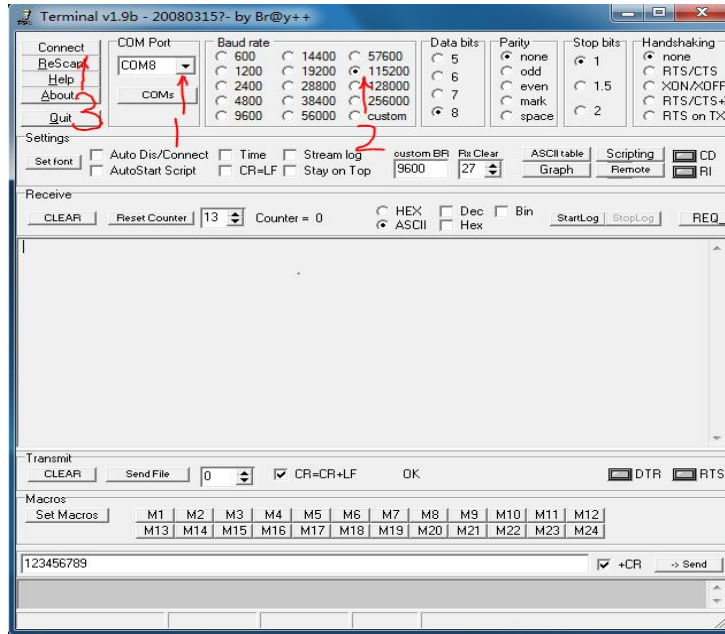 Terminal v1.9b - 20080315?- by Br@y++
Connect
ReScan
Help
About..
Quit
COM Port
COM8
COMs
Baud rate
600 14400 57600
1200 19200 115200
2400 28800 128000
4800 38400 256000
9600 56000 custom
Data bits
5
6
7
8
Parity
none
odd
even
mark
space
Stop bits
1
1.5
2
Handshaking
none
RTS/CTS
XON/XOFF
RTS/CTS+
RTS on TX
3
1
2
Settings
Set font
Auto Dis/Connect Time Stream log
AutoStart Script CR=LF Stay on Top
custom BR Rx Clear
9600 27
ASCII table Scripting CD
Graph Remote RI
Receive
CLEAR Reset Counter 13 Counter = 0
HEX Dec Bin
ASCII Hex
StartLog StopLog REQ_
Transmit
CLEAR Send File 0 CR=CR+LF OK DTR RTS
Macros
Set Macros
M1 M2 M3 M4 M5 M6 M7 M8 M9 M10 M11 M12
M13 M14 M15 M16 M17 M18 M19 M20 M21 M22 M23 M24
123456789 +CR -> Send